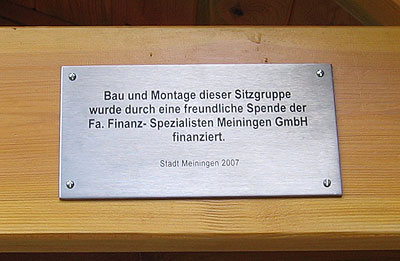 Bau und Montage dieser Sitzgruppe
wurde durch eine freundliche Spende der
Fa. Finanz- Spezialisten Meiningen GmbH
finanziert.
Stadt Meiningen 2007